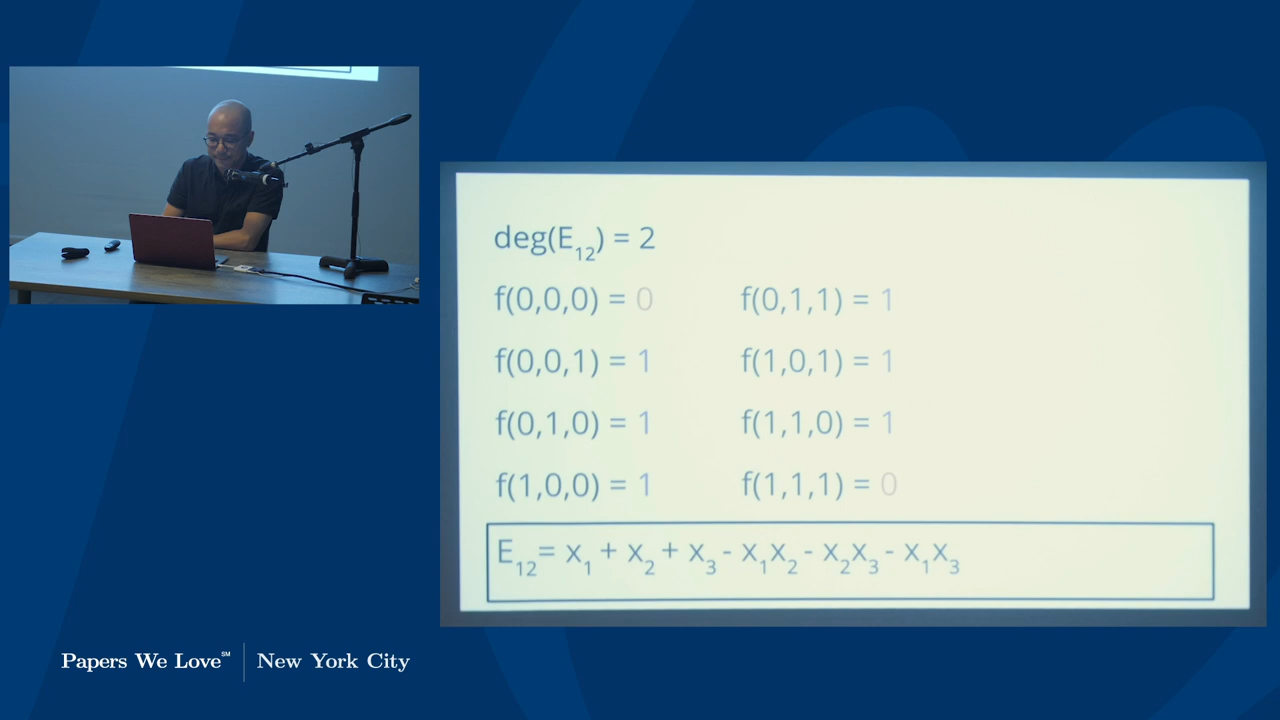 deg(E₁₂) = 2
f(0,0,0) = 0 f(0,1,1) = 1
f(0,0,1) = 1 f(1,0,1) = 1
f(0,1,0) = 1 f(1,1,0) = 1
f(1,0,0) = 1 f(1,1,1) = 0
E₁₂= x₁ + x₂ + x₃ - x₁x₂ - x₂x₃ - x₁x₃
Papers We Love℠ | New York City